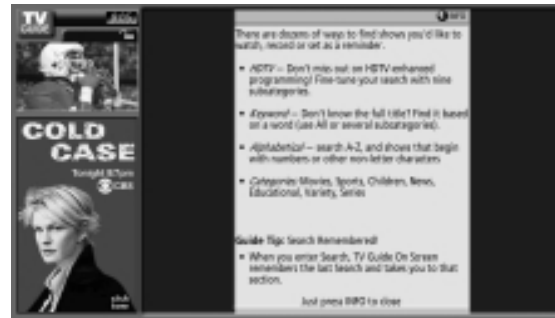 TV
GUIDE
COLD
CASE
Tonight 8/7pm
CBS
INFO
There are dozens of ways to find shows you'd like to
watch, record or set as a reminder.
• HDTV – Don't miss out on HDTV-enhanced
programming! Fine-tune your search with nine
subcategories.
• Keyword – Don't know the full title? Find it based
on a word (use All or several subcategories).
• Alphabetical – search A-Z, and shows that begin
with numbers or other non-letter characters
• Categories: Movies, Sports, Children, News,
Educational, Variety, Series
Guide Tip: Search Remembered!
• When you enter Search, TV Guide On Screen
remembers the last Search and takes you to that
section.
Just press INFO to close